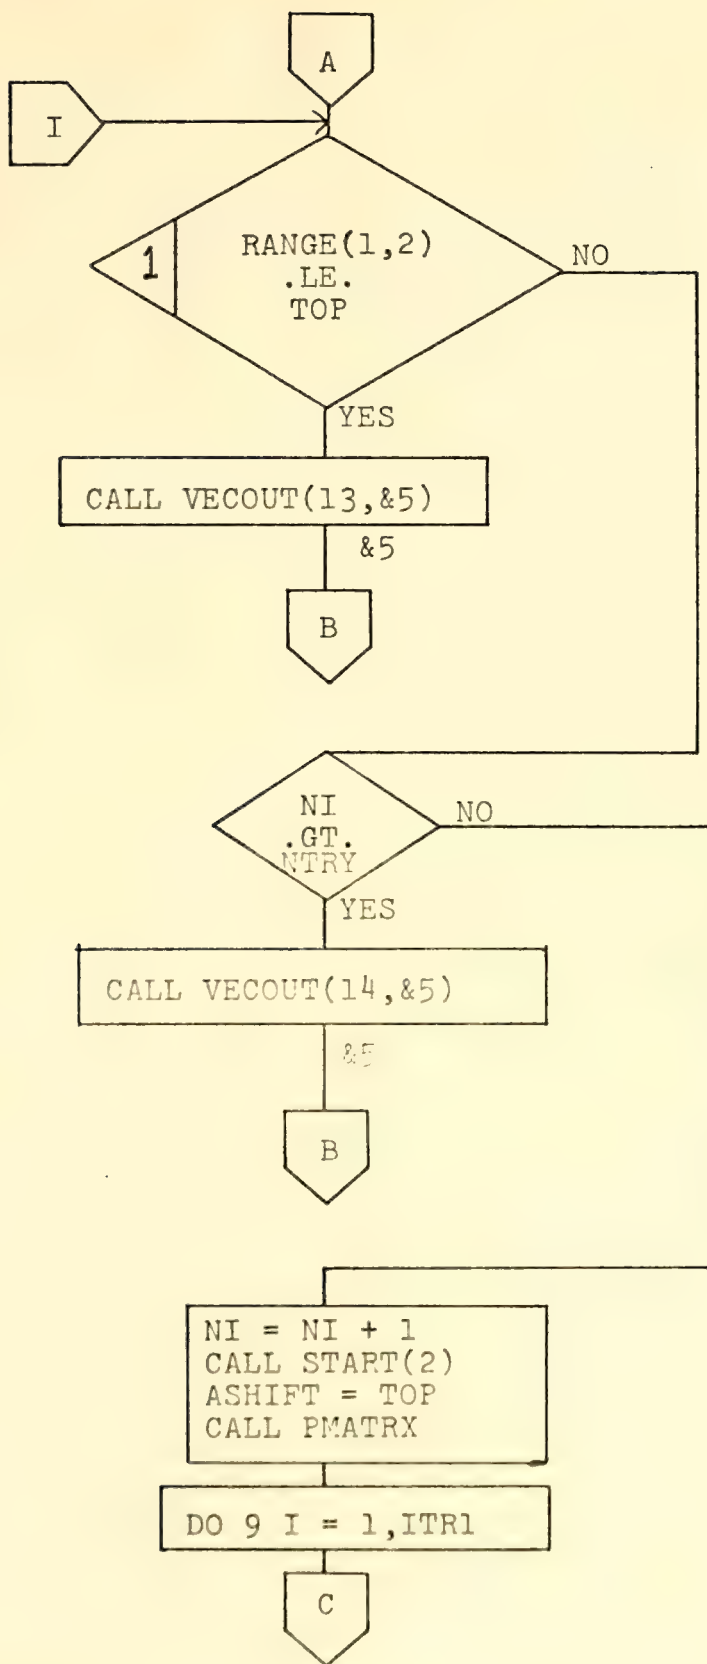 A
I
1
RANGE(1,2)
.LE.
TOP
NO
YES
CALL VECOUT(13,&5)
&5
B
NI
.GT.
NTRY
NO
YES
CALL VECOUT(14,&5)
&5
B
NI = NI + 1
CALL START(2)
ASHIFT = TOP
CALL PMATRX
DO 9 I = 1,ITR1
C